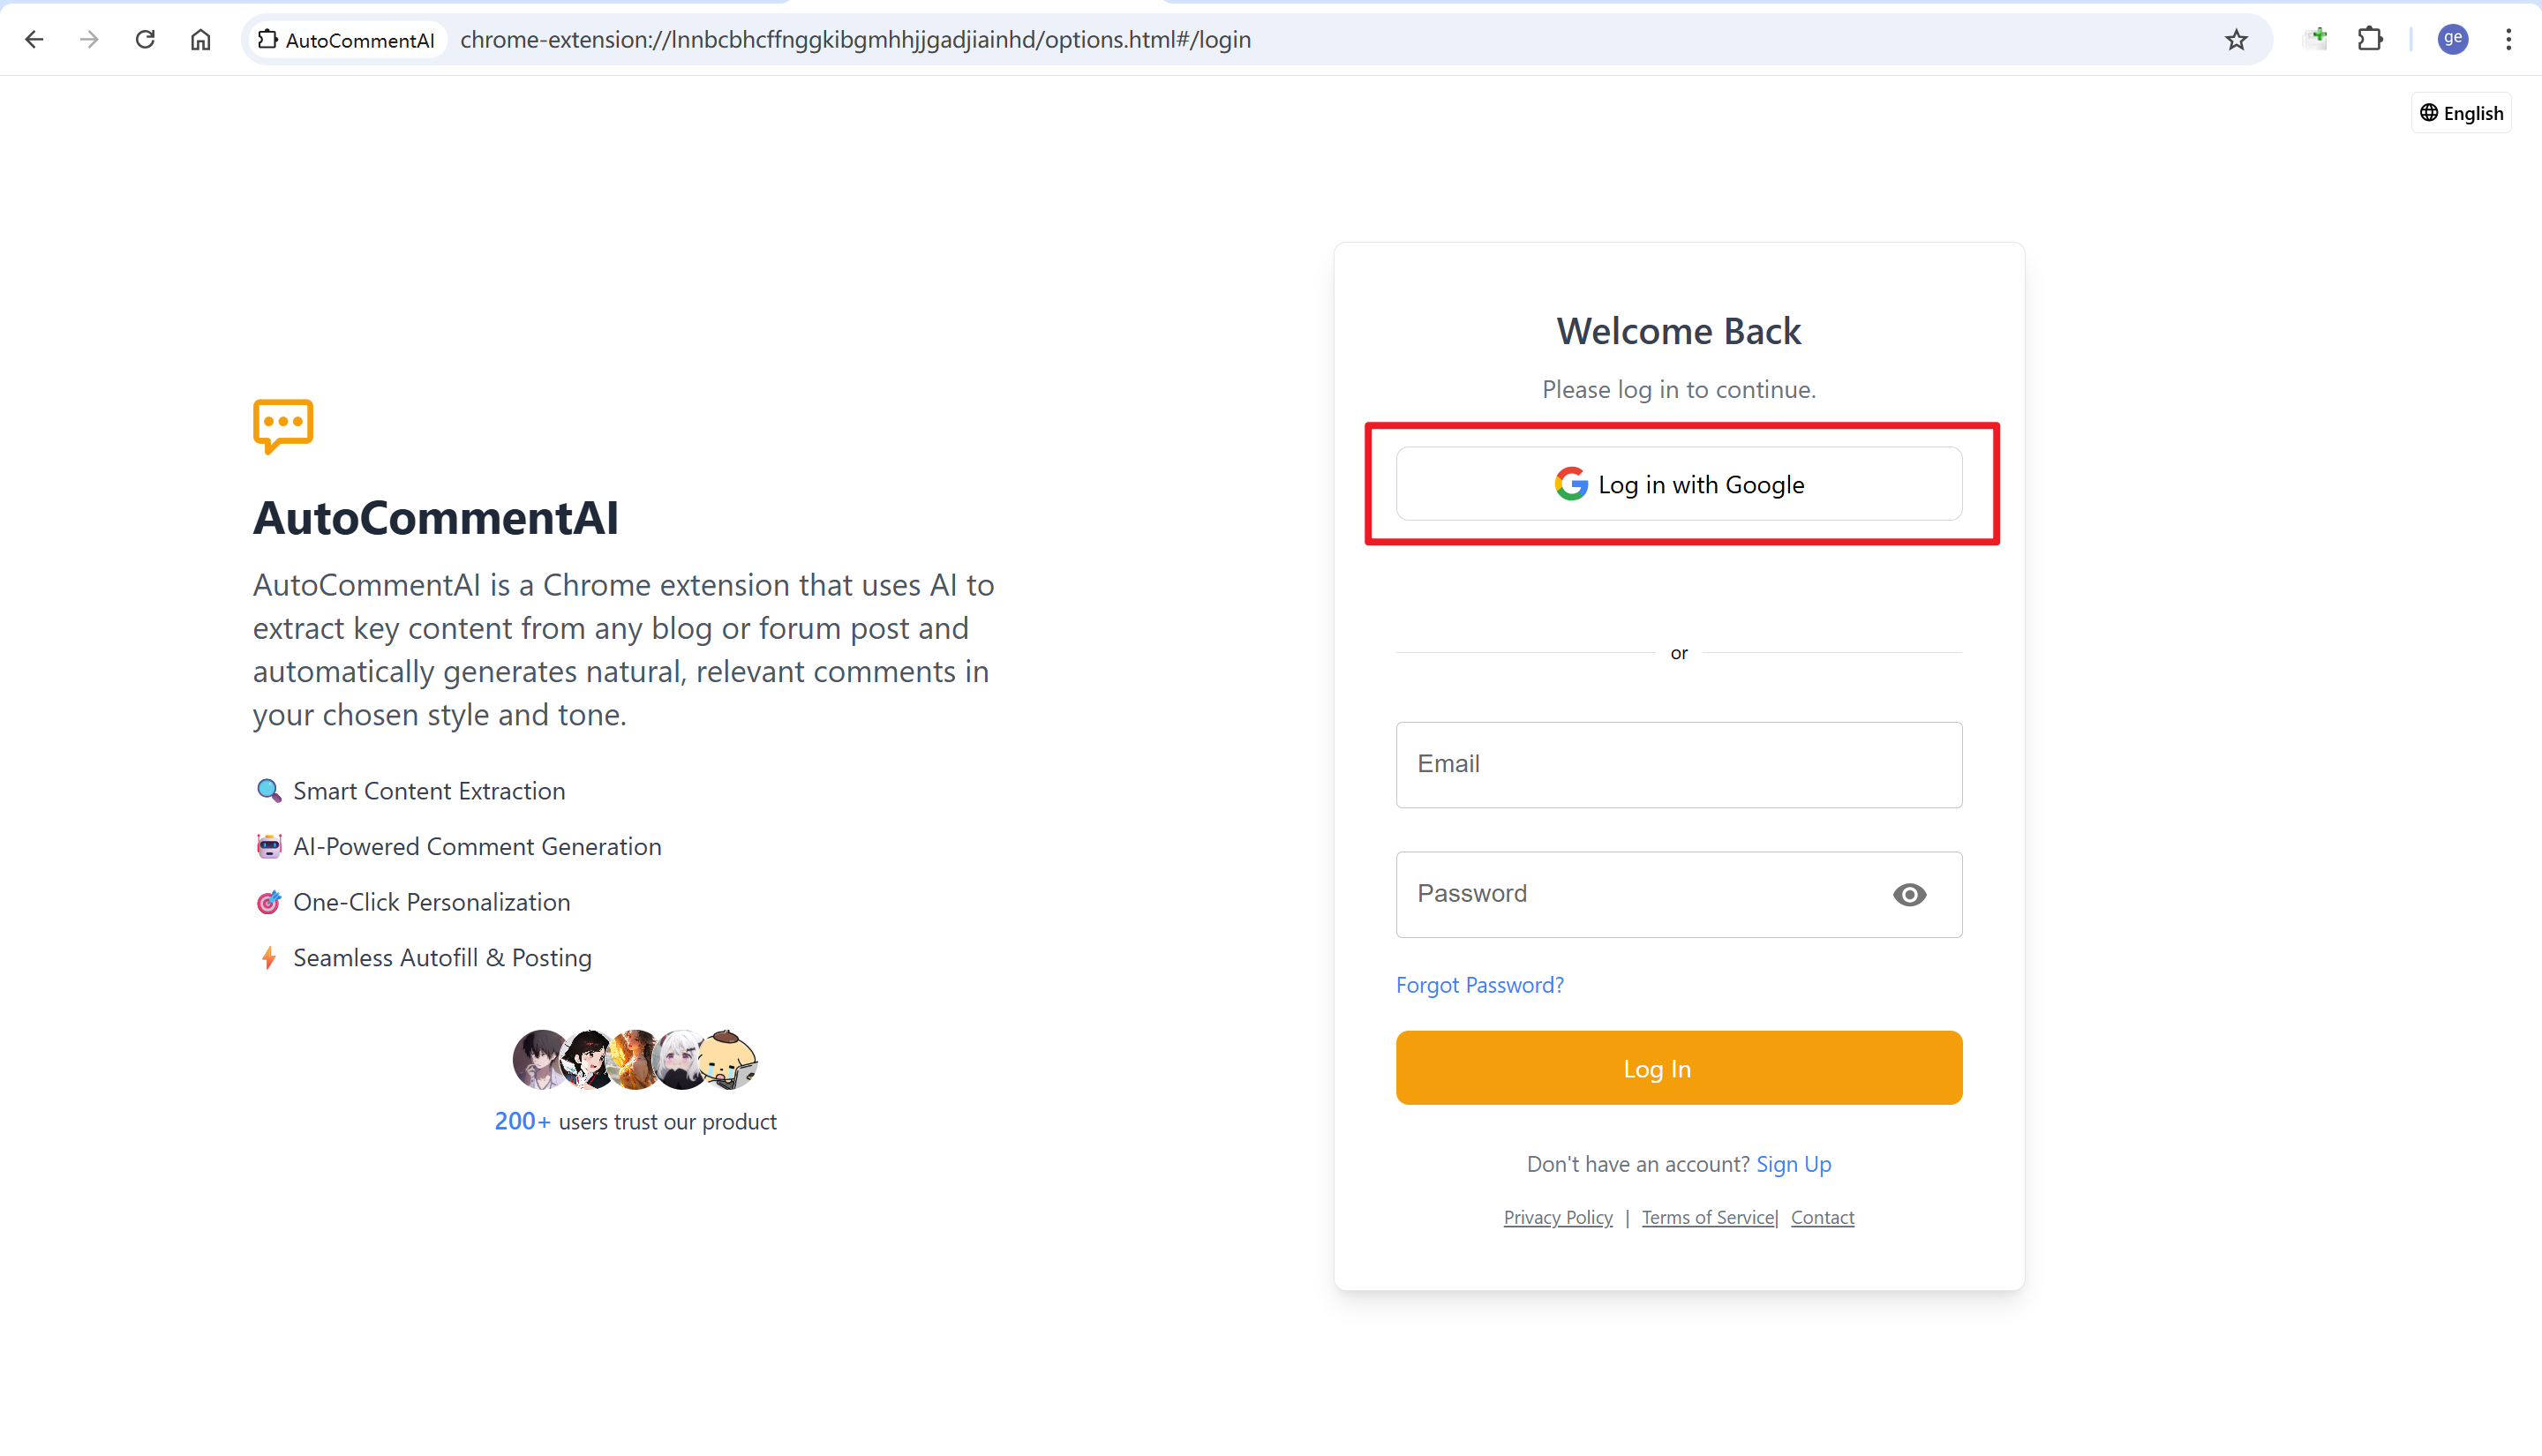 AutoCommentAI
chrome-extension://lnnbcbhcffnggkibgmhhjjgadjiainhd/options.html#/login
ge
English
AutoCommentAI
AutoCommentAI is a Chrome extension that uses AI to
extract key content from any blog or forum post and
automatically generates natural, relevant comments in
your chosen style and tone.
Smart Content Extraction
AI-Powered Comment Generation
One-Click Personalization
Seamless Autofill & Posting
200+ users trust our product
Welcome Back
Please log in to continue.
Log in with Google
or
Email
Password
Forgot Password?
Log In
Don't have an account? Sign Up
Privacy Policy | Terms of Service| Contact